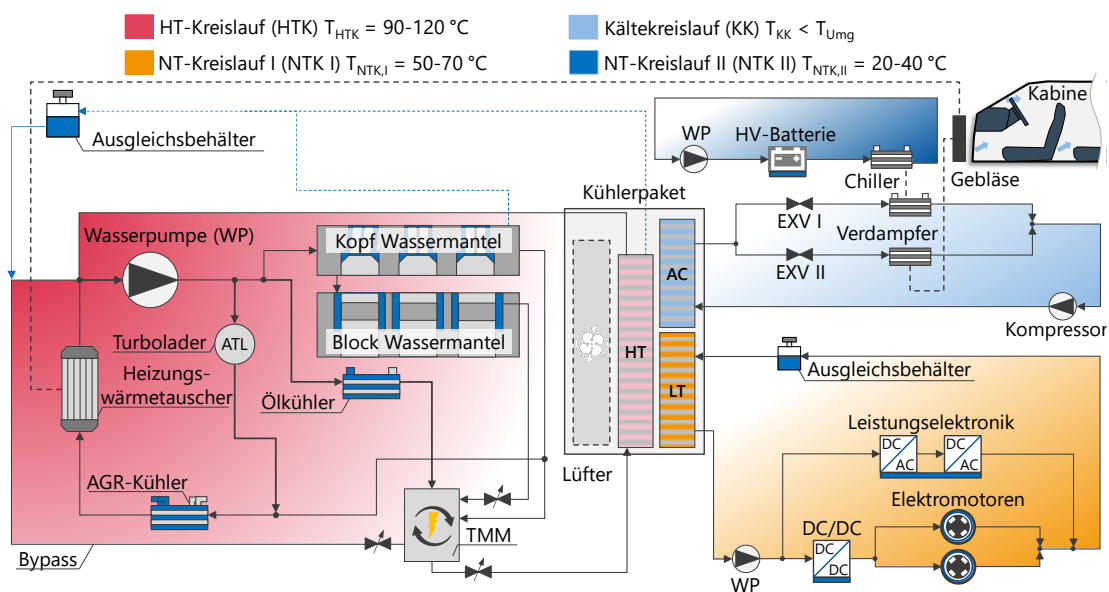 HT-Kreislauf (HTK) T_HTK = 90-120 °C
Kältekreislauf (KK) T_KK < T_Umg
NT-Kreislauf I (NTK I) T_NTK,I = 50-70 °C
NT-Kreislauf II (NTK II) T_NTK,II = 20-40 °C
Kabine
Ausgleichsbehälter
WP
HV-Batterie
Chiller
Gebläse
Kühlerpaket
EXV I
Wasserpumpe (WP)
Kopf Wassermantel
Verdampfer
AC
EXV II
Kompressor
Block Wassermantel
Turbolader
ATL
HT
LT
Ausgleichsbehälter
Heizungs-
wärmetauscher
Ölkühler
Leistungselektronik
DC
AC
DC
AC
Lüfter
AGR-Kühler
Elektromotoren
TMM
DC/DC
DC
DC
Bypass
WP